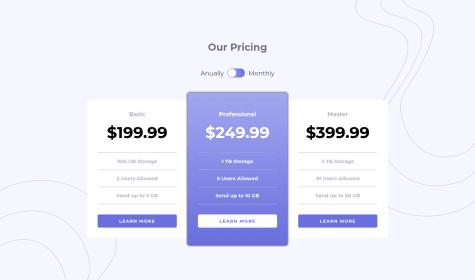 Our Pricing
Anually
Monthly
Basic
$199.99
500 GB Storage
2 Users Allowed
Send up to 3 GB
LEARN MORE
Professional
$249.99
1 TB Storage
5 Users Allowed
Send up to 10 GB
LEARN MORE
Master
$399.99
2 TB Storage
10 Users Allowed
Send up to 20 GB
LEARN MORE